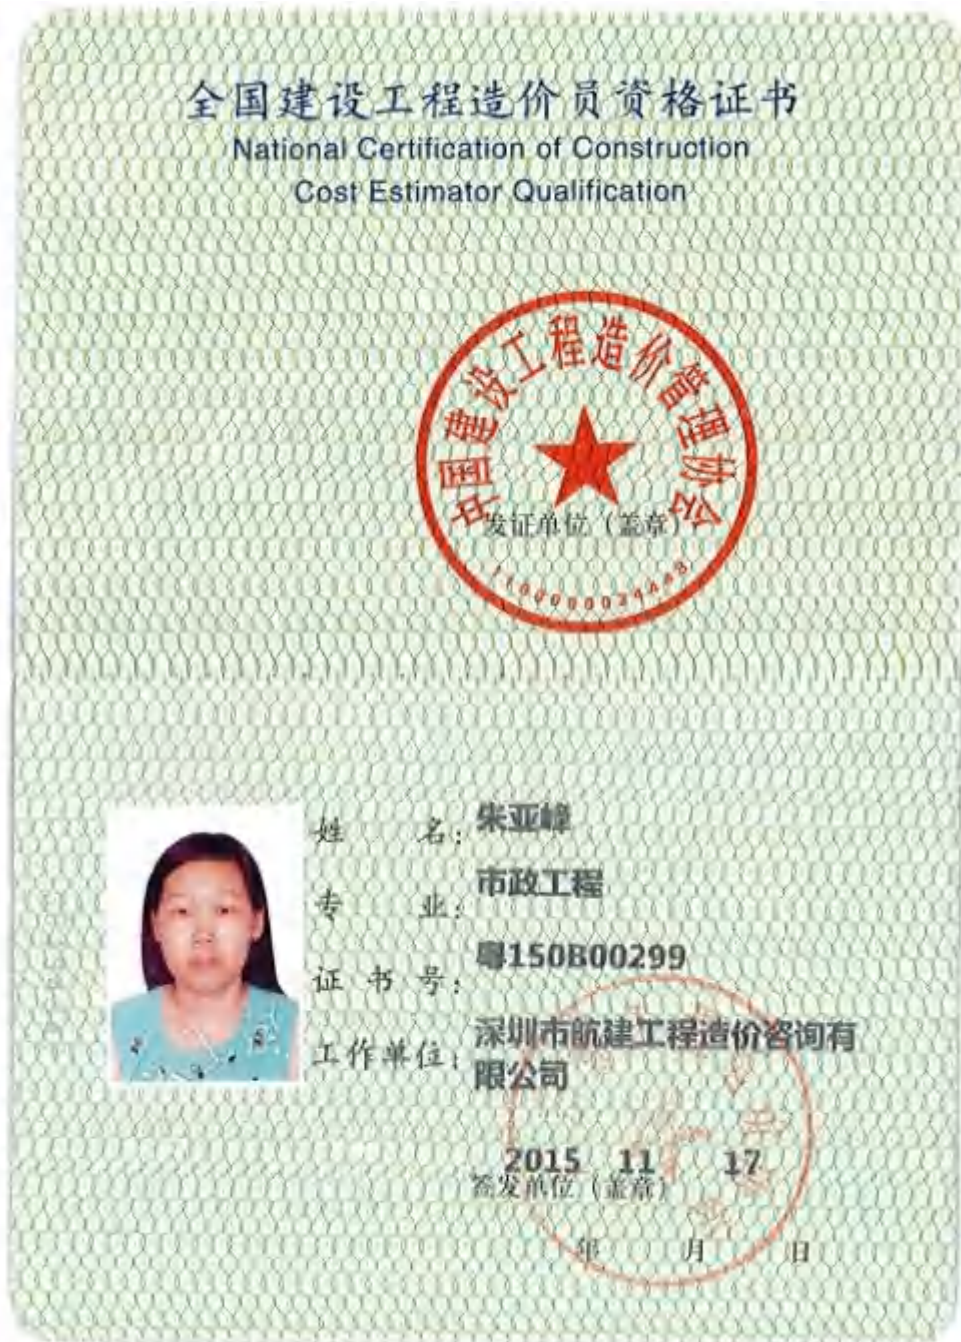 全国建设工程造价员资格证书
National Certification of Construction
Cost Estimator Qualification
中国建设工程造价管理协会
发证单位（盖章）
姓 名：朱亚峰
专 业：市政工程
证 书 号：粤150B00299
工作单位：深圳市航建工程造价咨询有
限公司
2015 11 17
签发单位（盖章）
年 月 日